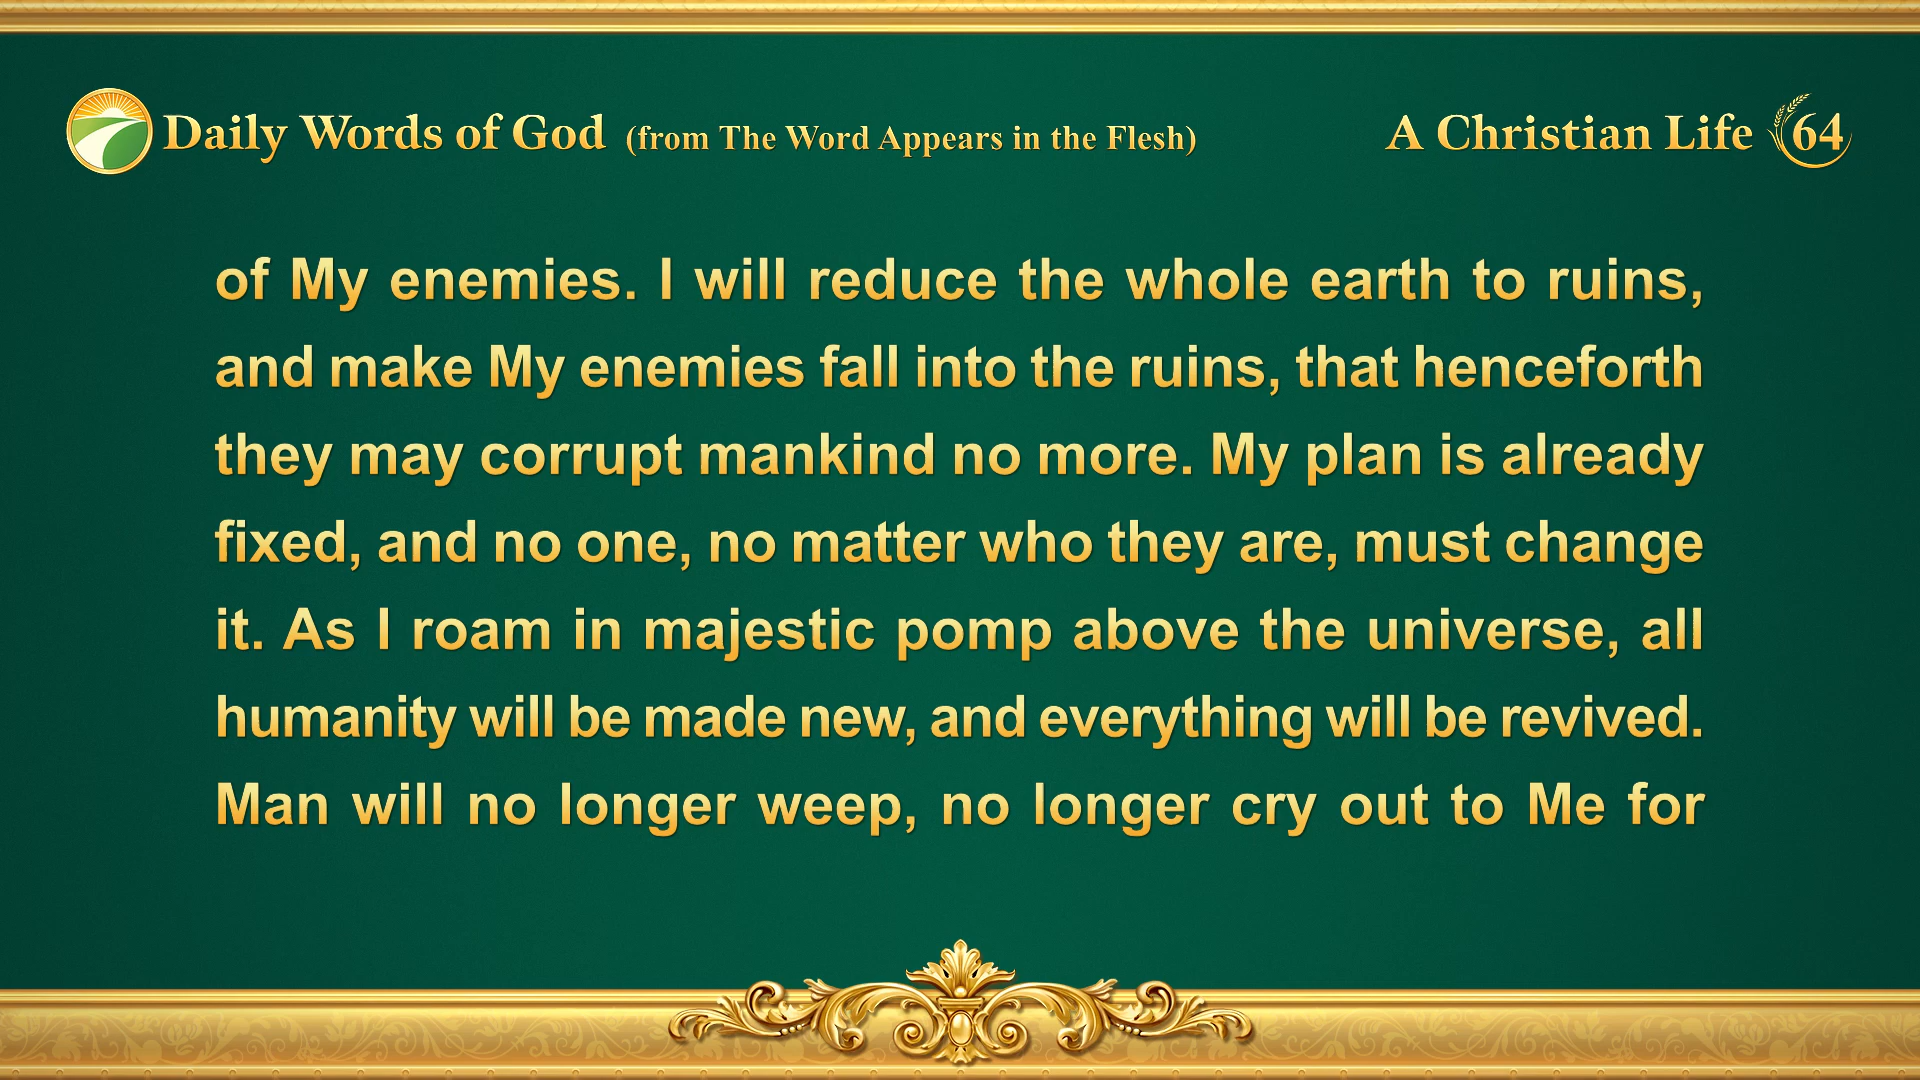 Daily Words of God (from The Word Appears in the Flesh)
A Christian Life 64
of My enemies. I will reduce the whole earth to ruins,
and make My enemies fall into the ruins, that henceforth
they may corrupt mankind no more. My plan is already
fixed, and no one, no matter who they are, must change
it. As I roam in majestic pomp above the universe, all
humanity will be made new, and everything will be revived.
Man will no longer weep, no longer cry out to Me for